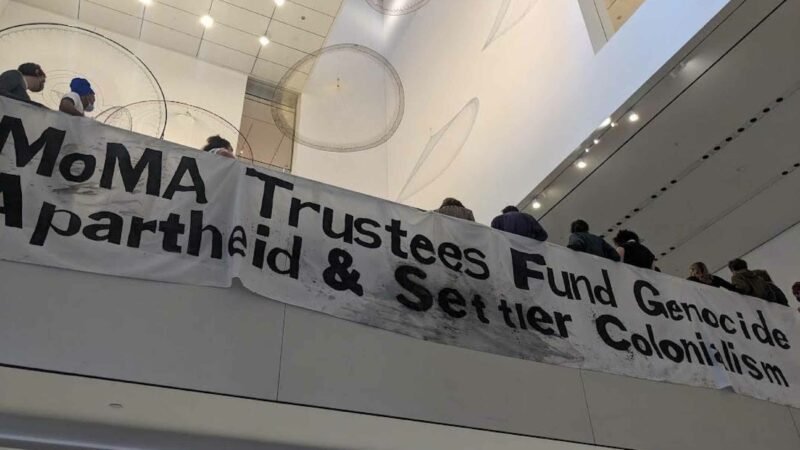 MoMA Trustees Fund Genocide
Apartheid & Settler Colonialism